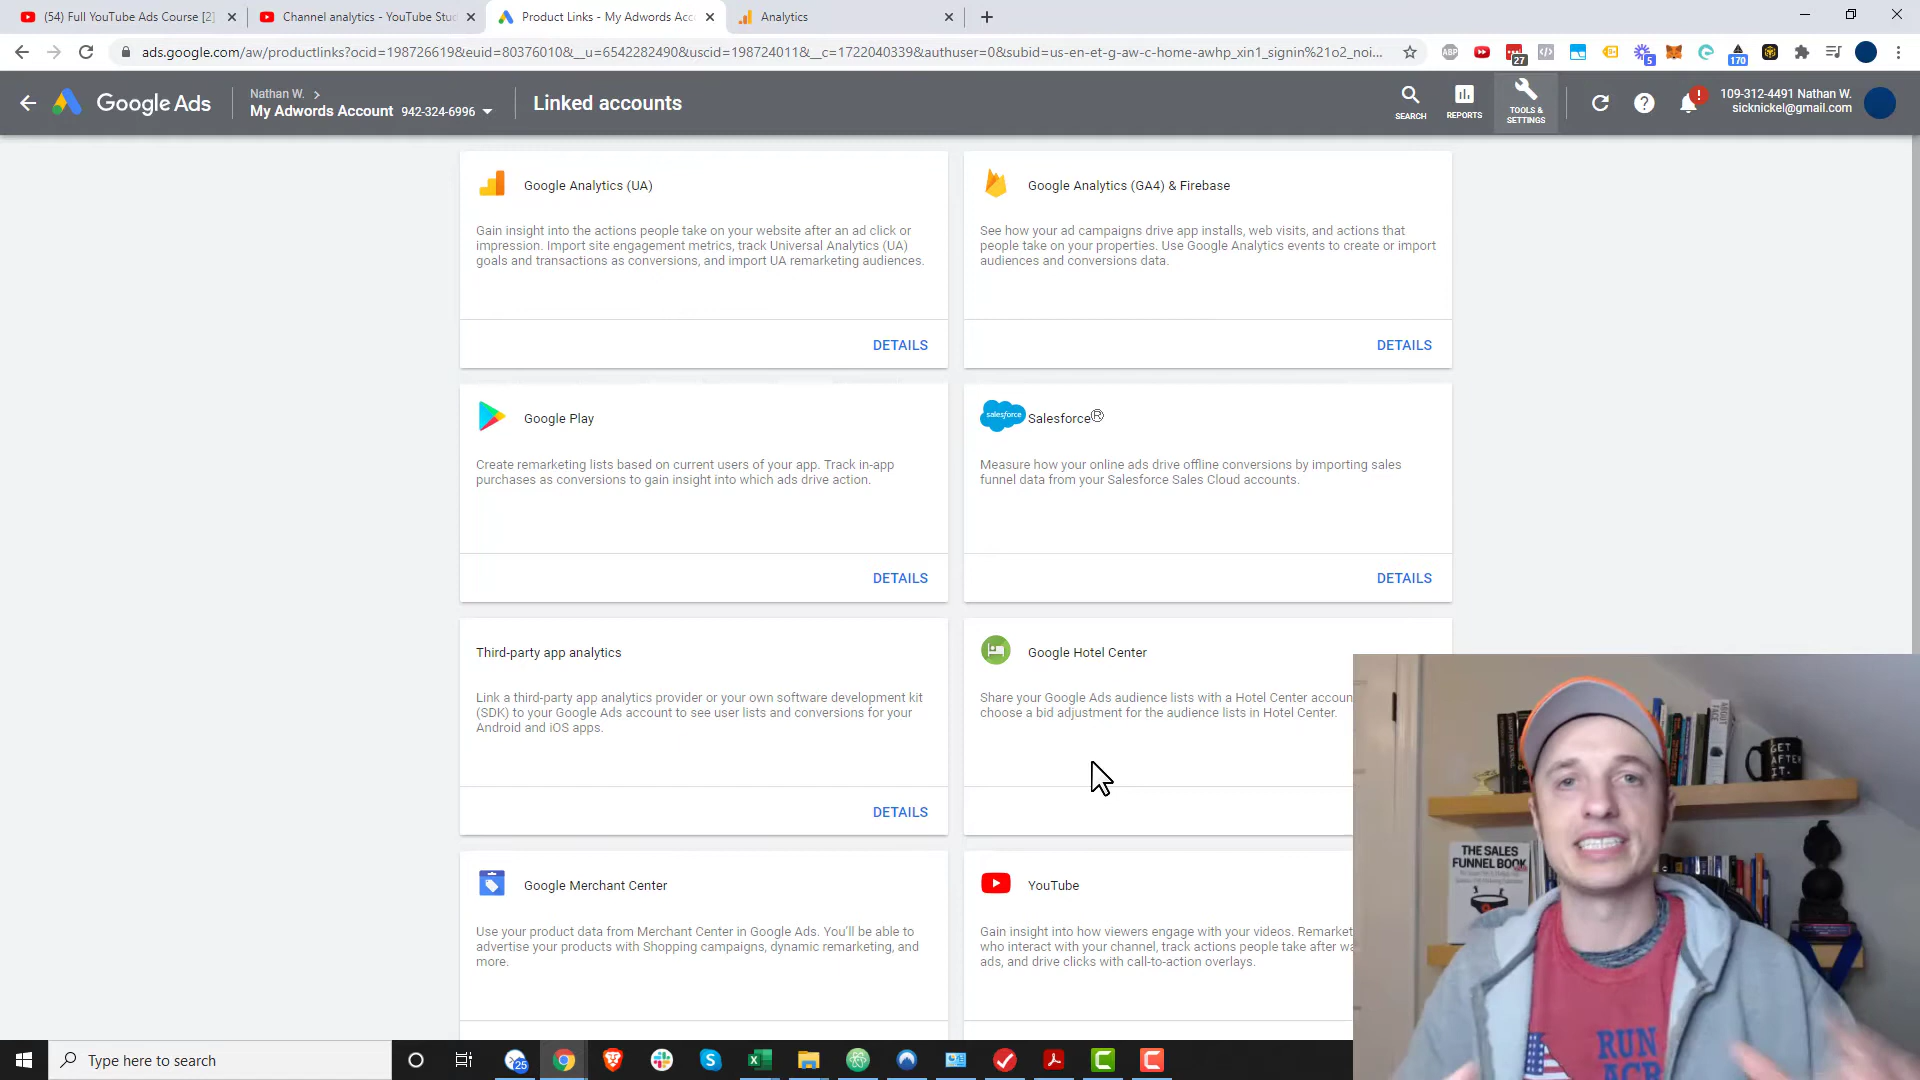 (54) Full YouTube Ads Course [2]
Channel analytics - YouTube Stu
Product Links - My Adwords Acc
Analytics
ads.google.com/aw/productlinks?ocid=198726619&euid=80376010&__u=6542282490&uscid=198724011&__c=1722040339&authuser=0&subid=us-en-et-g-aw-c-home-awhp_xin1_signin%21o2_noi...
ABP
27
5
170
Google Ads
Nathan W.
My Adwords Account 942-324-6996
Linked accounts
SEARCH
REPORTS
TOOLS &
SETTINGS
109-312-4491 Nathan W.
sicknickel@gmail.com
Google Analytics (UA)
Gain insight into the actions people take on your website after an ad click or
impression. Import site engagement metrics, track Universal Analytics (UA)
goals and transactions as conversions, and import UA remarketing audiences.
DETAILS
Google Analytics (GA4) & Firebase
See how your ad campaigns drive app installs, web visits, and actions that
people take on your properties. Use Google Analytics events to create or import
audiences and conversions data.
DETAILS
Google Play
Create remarketing lists based on current users of your app. Track in-app
purchases as conversions to gain insight into which ads drive action.
DETAILS
salesforce
Salesforce®
Measure how your online ads drive offline conversions by importing sales
funnel data from your Salesforce Sales Cloud accounts.
DETAILS
Third-party app analytics
Link a third-party app analytics provider or your own software development kit
(SDK) to your Google Ads account to see user lists and conversions for your
Android and iOS apps.
DETAILS
Google Hotel Center
Share your Google Ads audience lists with a Hotel Center accoun
choose a bid adjustment for the audience lists in Hotel Center.
Google Merchant Center
Use your product data from Merchant Center in Google Ads. You'll be able to
advertise your products with Shopping campaigns, dynamic remarketing, and
more.
YouTube
Gain insight into how viewers engage with your videos. Remarket
who interact with your channel, track actions people take after wa
ads, and drive clicks with call-to-action overlays.
GET
AFTER
IT.
THE SALES
FUNNEL BOOK
RUN
ACR
Type here to search
25